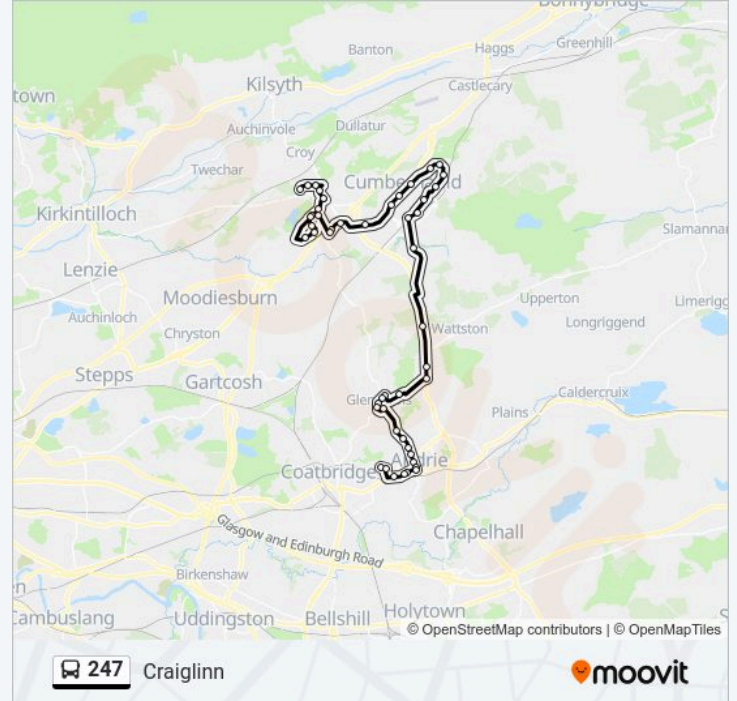 Bonnybridge
Banton
Haggs
Greenhill
Kilsyth
Castlecary
town
Auchinvole
Dullatur
Croy
Twechar
Cumbernauld
Kirkintilloch
Slamannan
Lenzie
Moodiesburn
Upperton
Limerigg
Auchinloch
Longriggend
Wattston
Chryston
Stepps
Gartcosh
Caldercruix
Glenmavis
Plains
Airdrie
Coatbridge
Glasgow and Edinburgh Road
Chapelhall
Birkenshaw
Cambuslang
Uddingston
Bellshill
Holytown
© OpenStreetMap contributors | © OpenMapTiles
247 Craiglinn
moovit